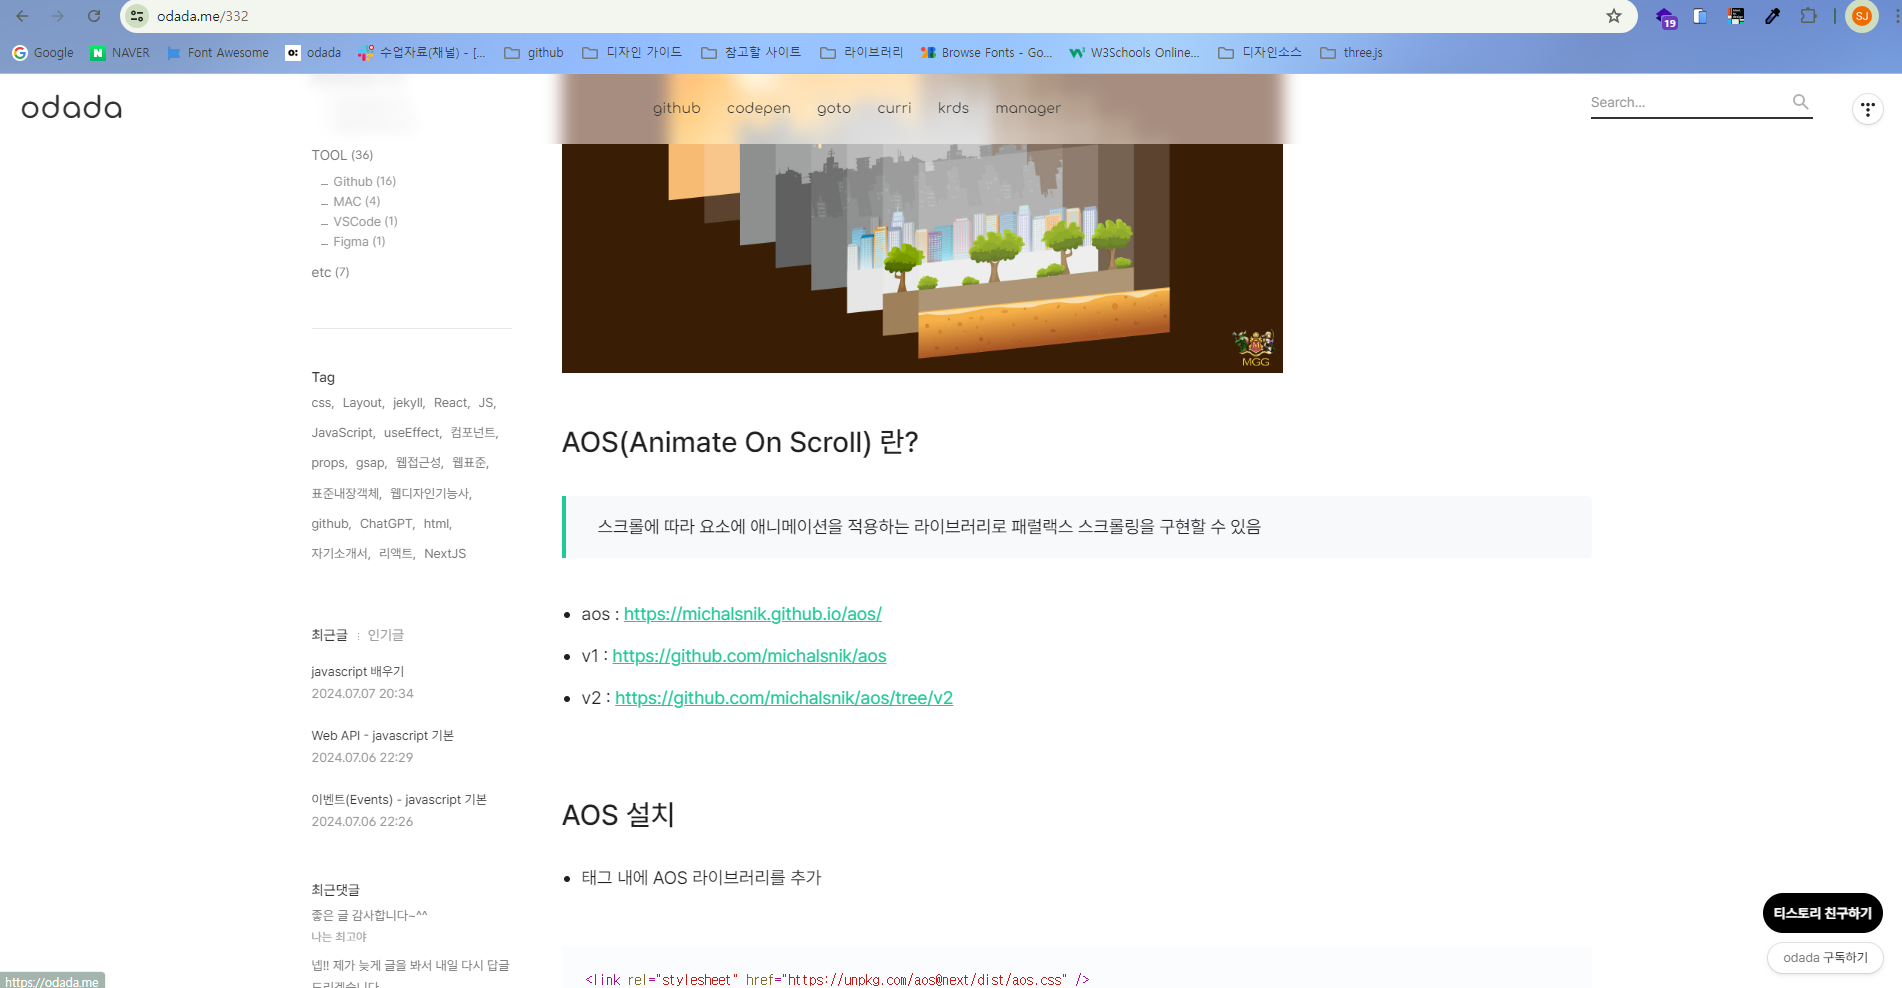 odada.me/332
19
SJ
Google
NAVER
Font Awesome
odada
수업자료(채널) - [...
github
디자인 가이드
참고할 사이트
라이브러리
Browse Fonts - Go...
W3Schools Online...
디자인소스
three.js
odada
github
codepen
goto
curri
krds
manager
Search...
TOOL (36)
Github (16)
MAC (4)
VSCode (1)
Figma (1)
etc (7)
Tag
css, Layout, jekyll, React, JS,
JavaScript, useEffect, 컴포넌트,
props, gsap, 웹접근성, 웹표준,
표준내장객체, 웹디자인기능사,
github, ChatGPT, html,
자기소개서, 리액트, NextJS
최근글 인기글
javascript 배우기
2024.07.07 20:34
Web API - javascript 기본
2024.07.06 22:29
이벤트(Events) - javascript 기본
2024.07.06 22:26
최근댓글
좋은 글 감사합니다~^^
나는 최고야
넵!! 제가 늦게 글을 봐서 내일 다시 답글
드리겠습니다
https://odada.me
MGG
AOS(Animate On Scroll) 란?
스크롤에 따라 요소에 애니메이션을 적용하는 라이브러리로 패럴랙스 스크롤링을 구현할 수 있음
aos : https://michalsnik.github.io/aos/
v1 : https://github.com/michalsnik/aos
v2 : https://github.com/michalsnik/aos/tree/v2
AOS 설치
태그 내에 AOS 라이브러리를 추가
<link rel="stylesheet" href="https://unpkg.com/aos@next/dist/aos.css" />
티스토리 친구하기
odada 구독하기